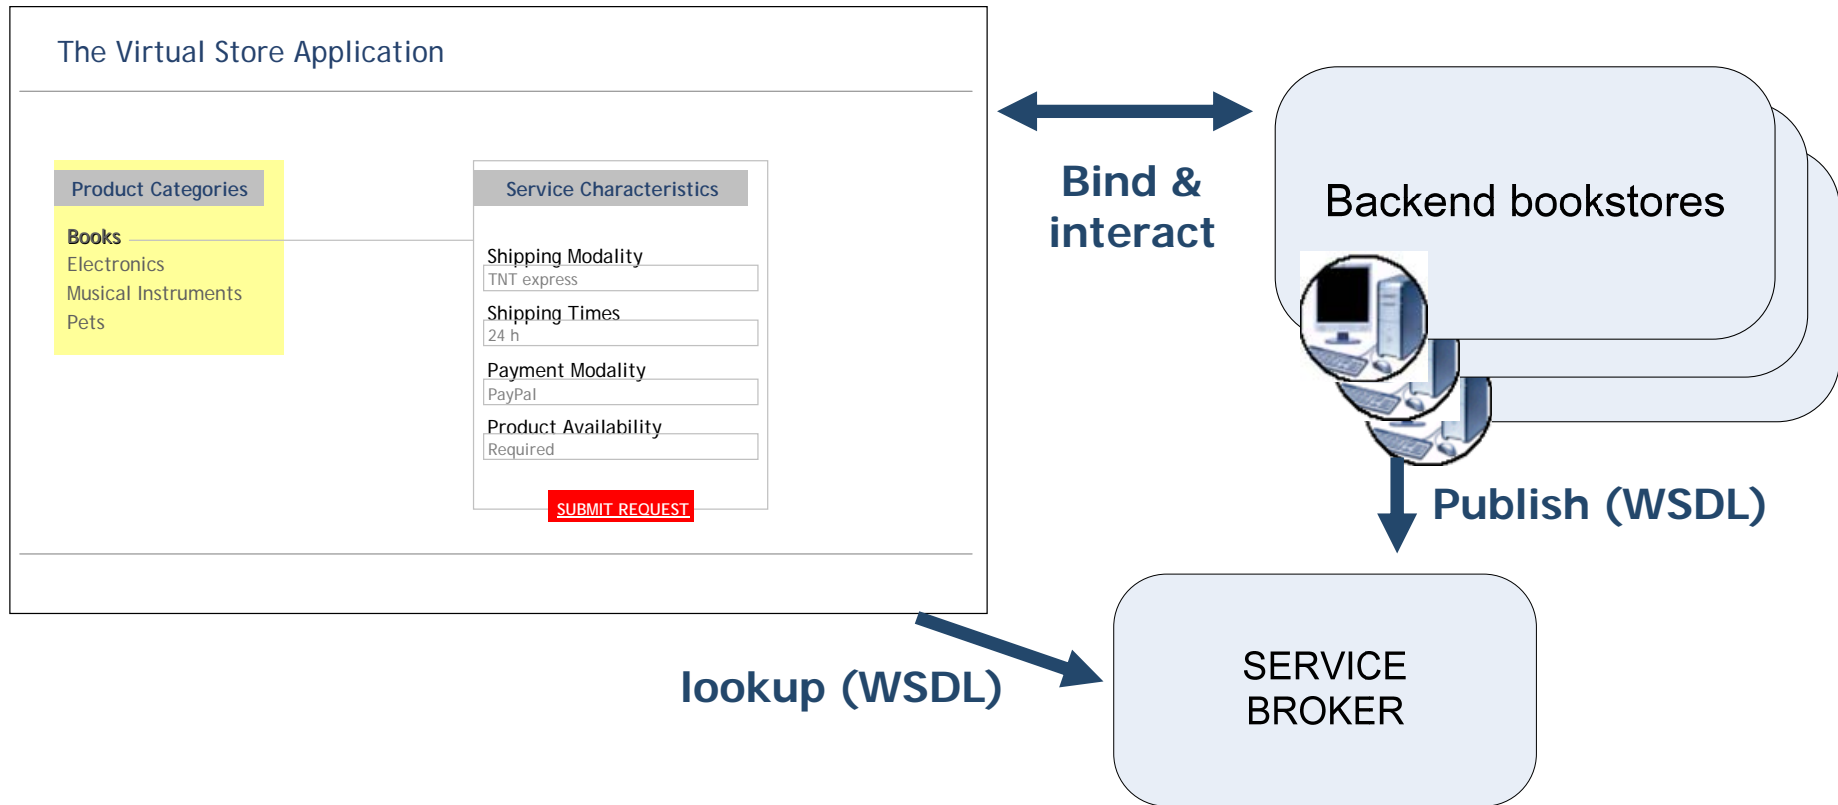 The Virtual Store Application
Product Categories
Books
Electronics
Musical Instruments
Pets
Service Characteristics
Shipping Modality
TNT express
Shipping Times
24 h
Payment Modality
PayPal
Product Availability
Required
SUBMIT REQUEST
Bind &
interact
Backend bookstores
Publish (WSDL)
lookup (WSDL)
SERVICE
BROKER